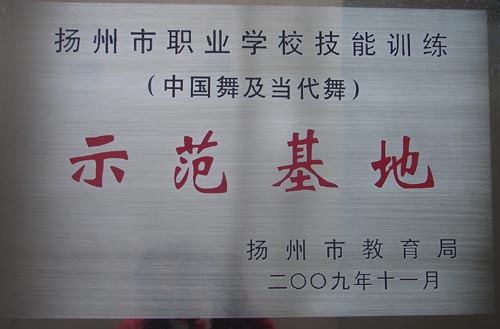 扬州市职业学校技能训练
（中国舞及当代舞）
示范基地
扬州市教育局
二〇〇九年十一月